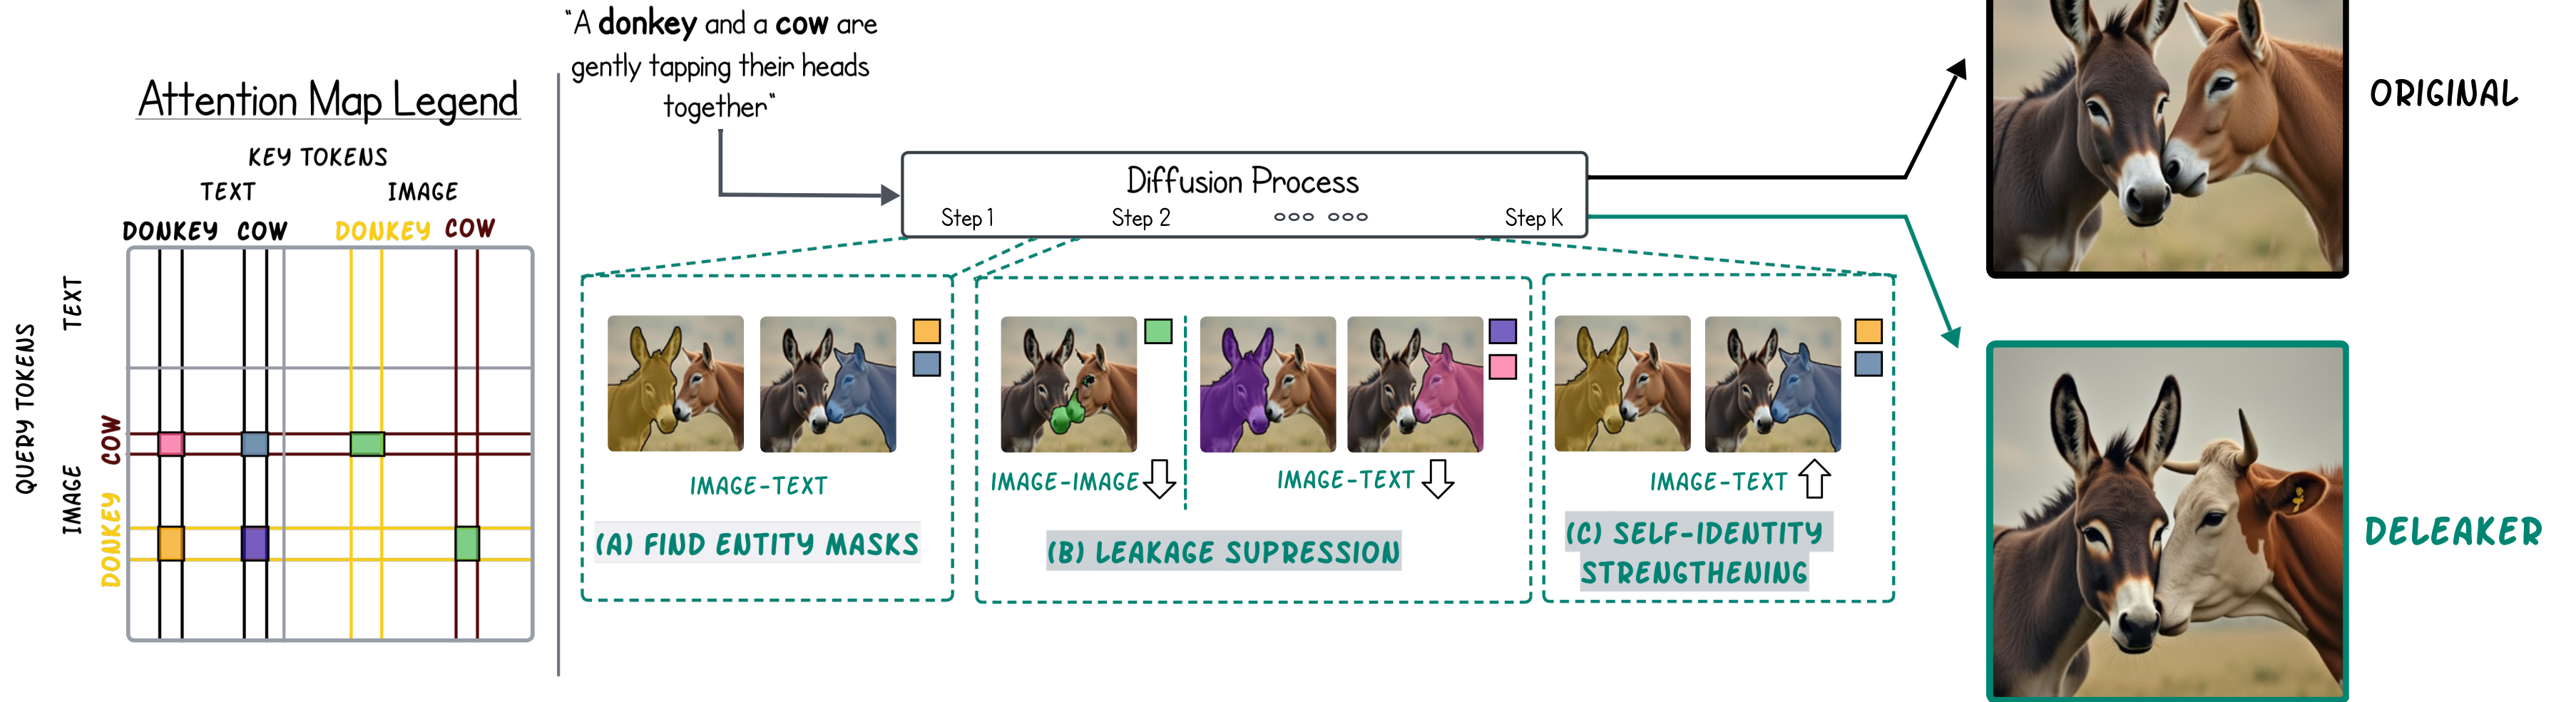 Attention Map Legend
KEY TOKENS
TEXT IMAGE
DONKEY COW DONKEY COW
QUERY TOKENS
TEXT
IMAGE
COW
DONKEY
"A donkey and a cow are
gently tapping their heads
together"
Diffusion Process
Step 1 Step 2 Step K
IMAGE-TEXT
(A) FIND ENTITY MASKS
IMAGE-IMAGE
IMAGE-TEXT
(B) LEAKAGE SUPRESSION
IMAGE-TEXT
(C) SELF-IDENTITY
STRENGTHENING
ORIGINAL
DELEAKER